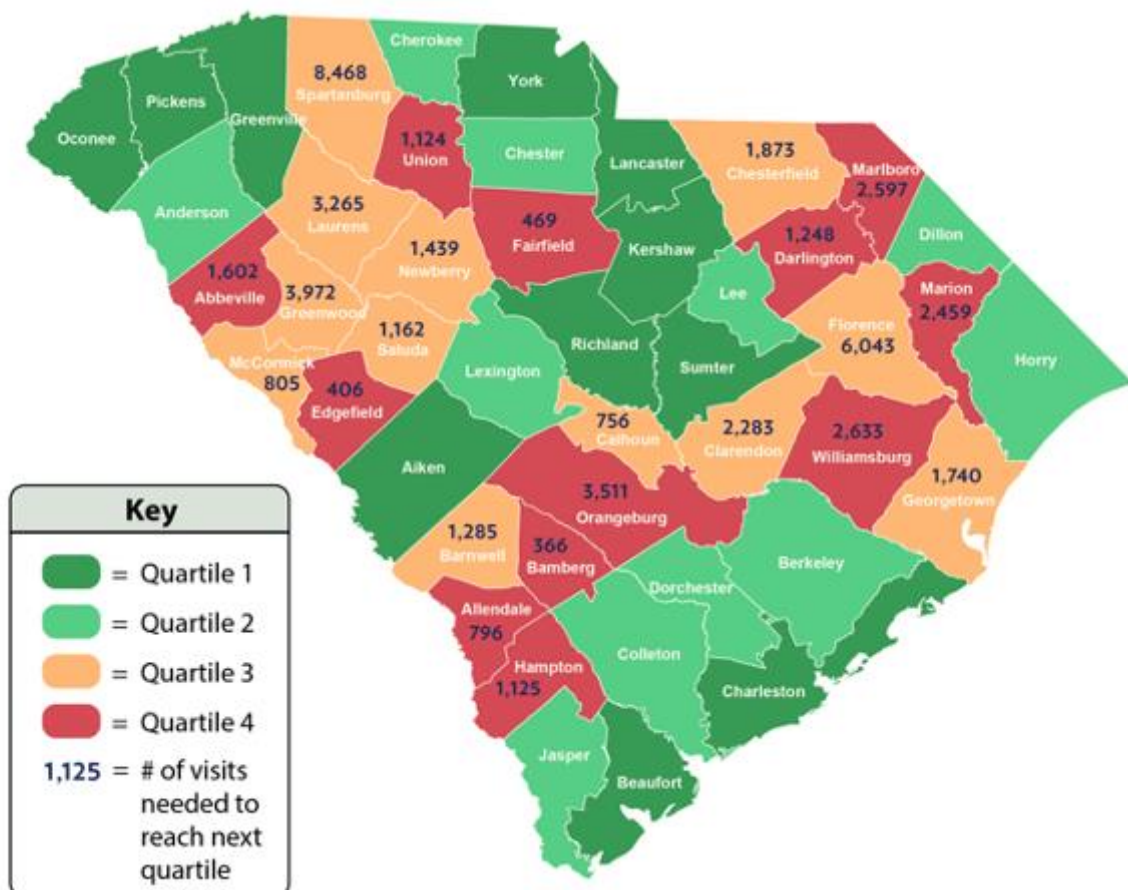 Cherokee
8,468
Spartanburg
York
Pickens
Greenville
Oconee
1,124
Union
Chester
Lancaster
1,873
Chesterfield
Marlboro
2,597
Anderson
3,265
Laurens
469
Fairfield
Kershaw
1,248
Darlington
Dillon
1,439
Newberry
1,602
Abbeville
3,972
Greenwood
Lee
Marion
2,459
1,162
Saluda
Richland
Florence
6,043
McCormick
805
Lexington
Sumter
Horry
406
Edgefield
756
Calhoun
2,283
Clarendon
2,633
Williamsburg
Aiken
1,740
Georgetown
3,511
Orangeburg
1,285
Barnwell
366
Bamberg
Dorchester
Berkeley
Allendale
796
Colleton
Hampton
1,125
Charleston
Jasper
Beaufort
Key
= Quartile 1
= Quartile 2
= Quartile 3
= Quartile 4
1,125 = # of visits
needed to
reach next
quartile